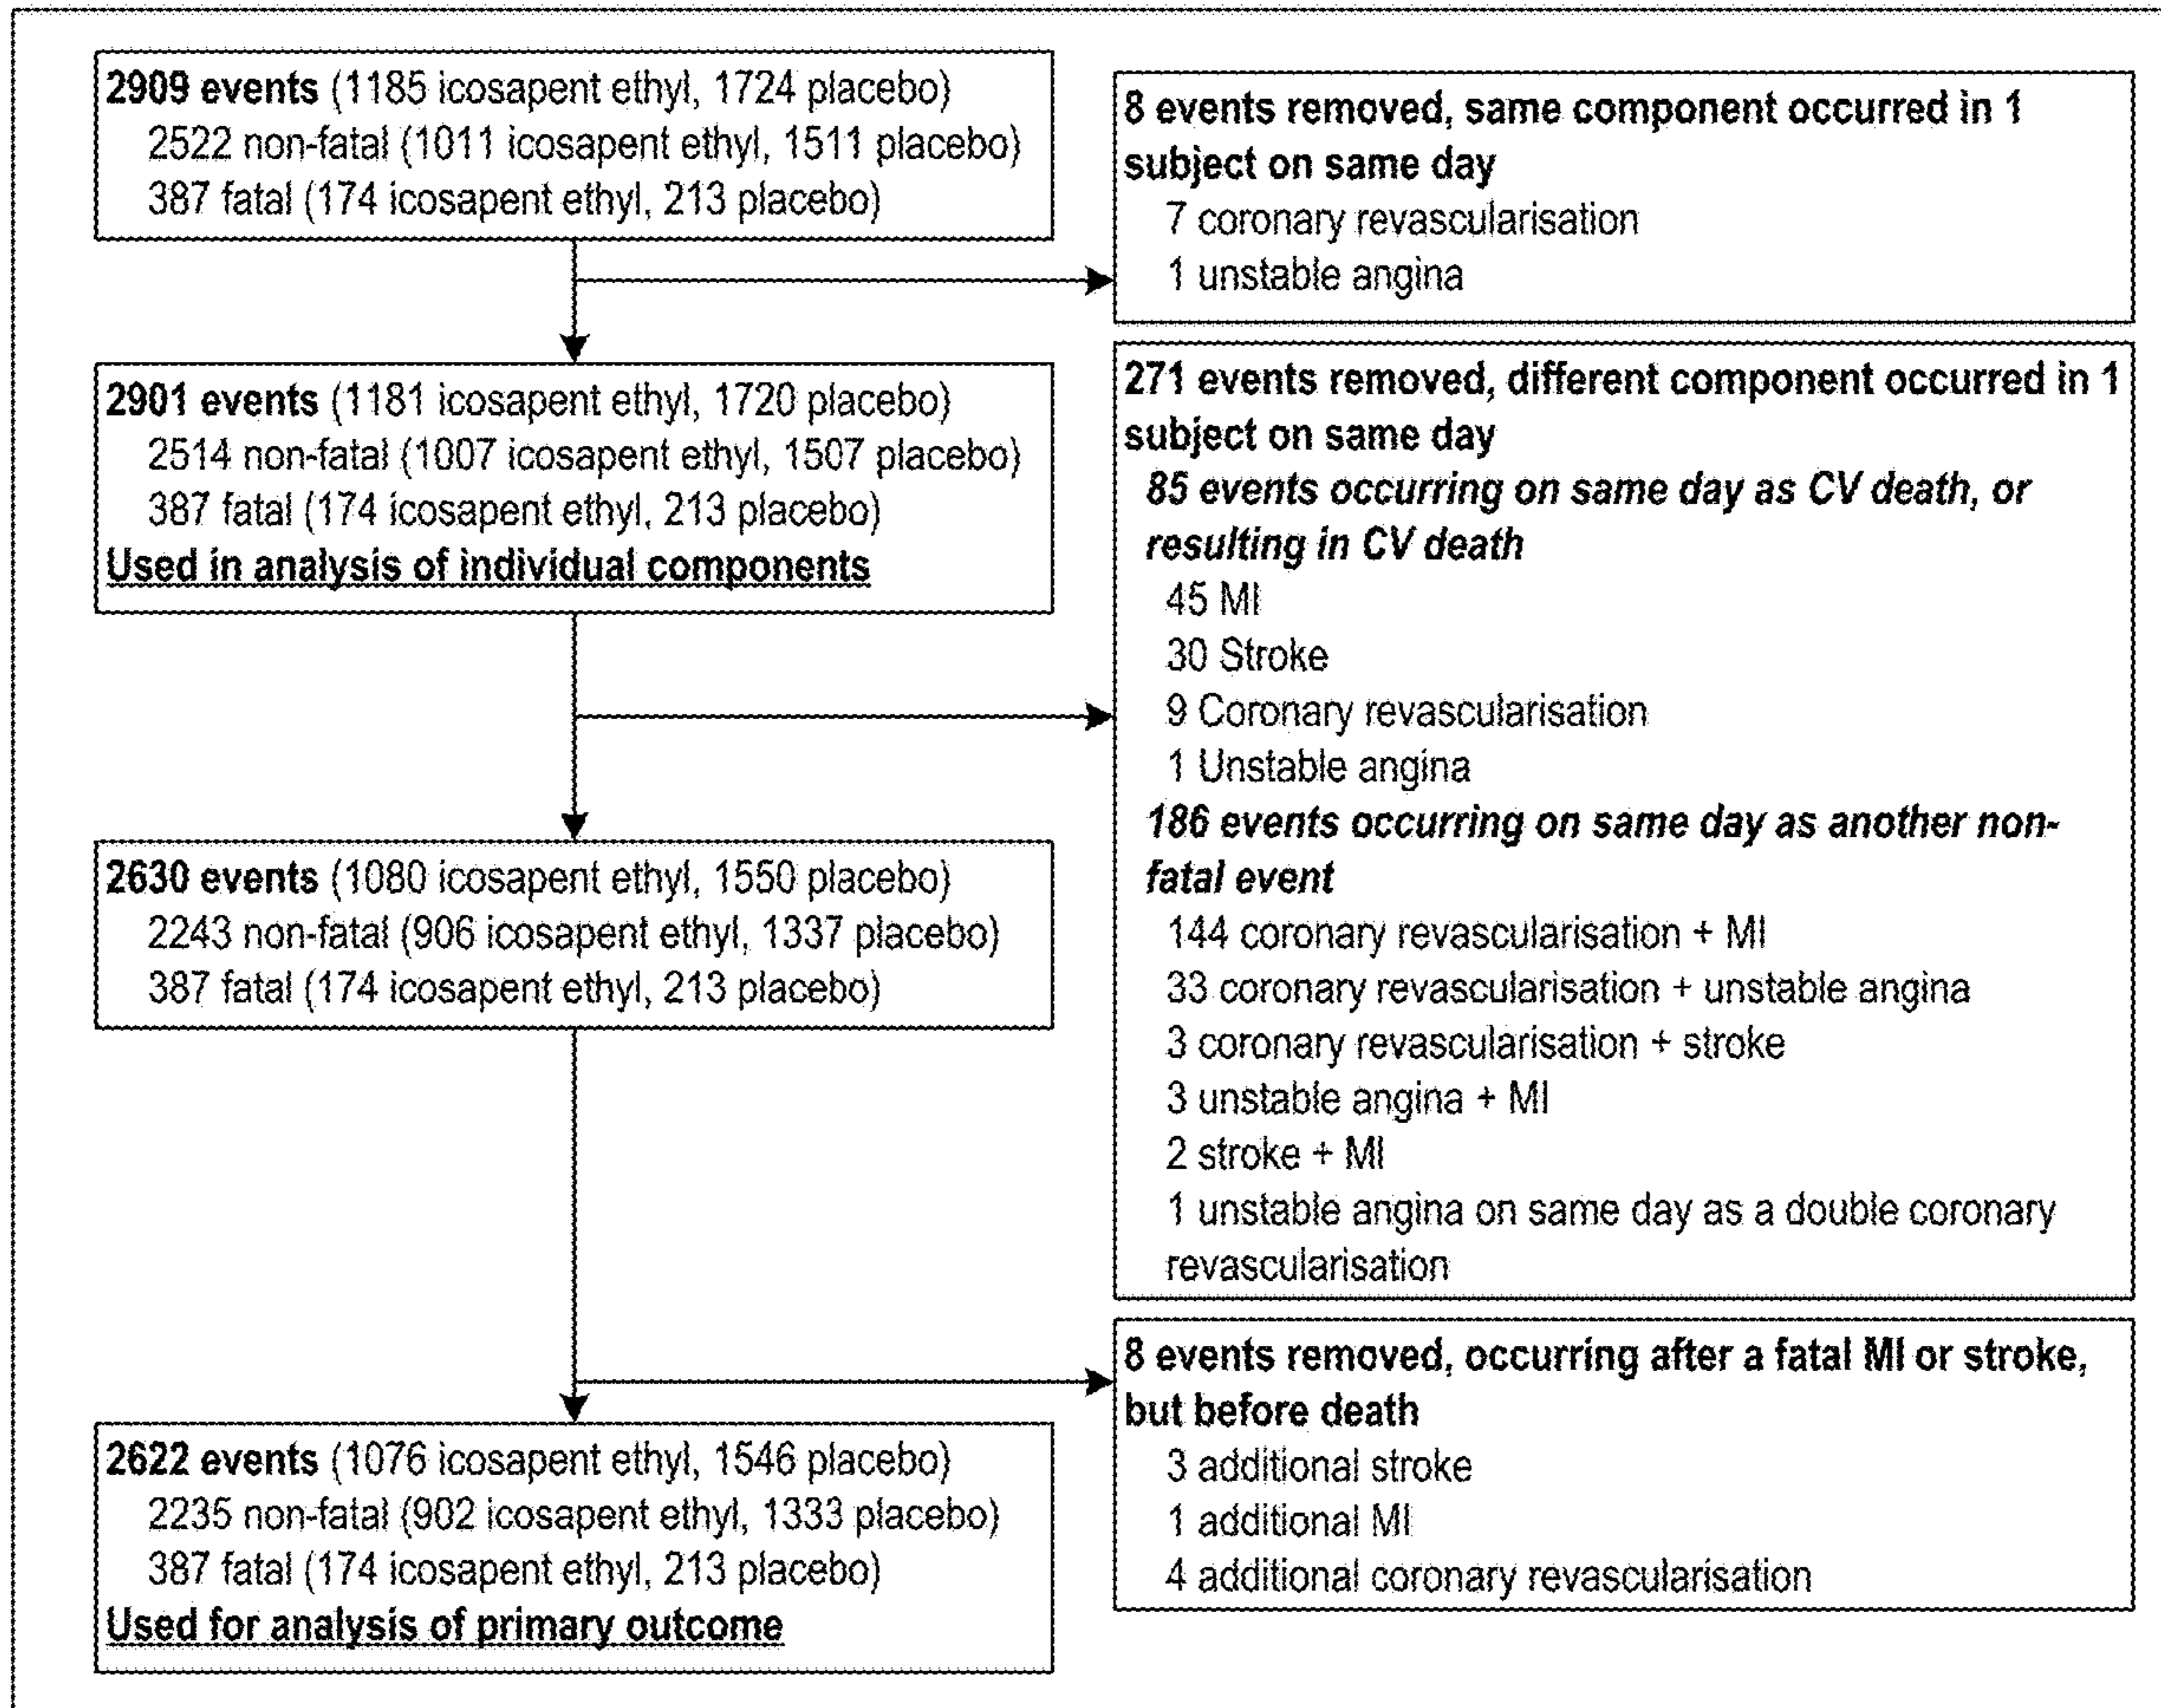 2909 events (1185 icosapent ethyl, 1724 placebo)
2522 non-fatal (1011 icosapent ethyl, 1511 placebo)
387 fatal (174 icosapent ethyl, 213 placebo)
8 events removed, same component occurred in 1
subject on same day
7 coronary revascularisation
1 unstable angina
2901 events (1181 icosapent ethyl, 1720 placebo)
2514 non-fatal (1007 icosapent ethyl, 1507 placebo)
387 fatal (174 icosapent ethyl, 213 placebo)
Used in analysis of individual components
271 events removed, different component occurred in 1
subject on same day
85 events occurring on same day as CV death, or
resulting in CV death
45 MI
30 Stroke
9 Coronary revascularisation
1 Unstable angina
186 events occurring on same day as another non-
fatal event
144 coronary revascularisation + MI
33 coronary revascularisation + unstable angina
3 coronary revascularisation + stroke
3 unstable angina + MI
2 stroke + MI
1 unstable angina on same day as a double coronary
revascularisation
2630 events (1080 icosapent ethyl, 1550 placebo)
2243 non-fatal (906 icosapent ethyl, 1337 placebo)
387 fatal (174 icosapent ethyl, 213 placebo)
8 events removed, occurring after a fatal MI or stroke,
but before death
3 additional stroke
1 additional MI
4 additional coronary revascularisation
2622 events (1076 icosapent ethyl, 1546 placebo)
2235 non-fatal (902 icosapent ethyl, 1333 placebo)
387 fatal (174 icosapent ethyl, 213 placebo)
Used for analysis of primary outcome